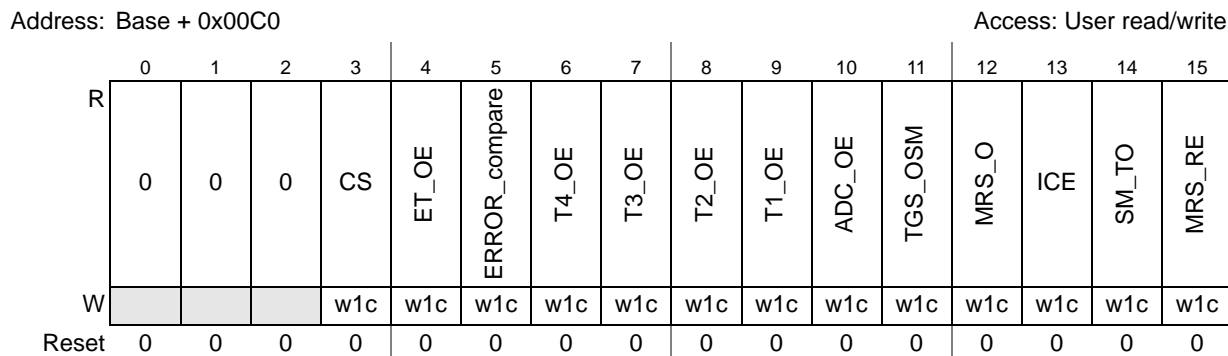 Address: Base + 0x00C0 Access: User read/write
0 1 2 3 4 5 6 7 8 9 10 11 12 13 14 15
R 0 0 0 CS ET_OE ERROR_compare T4_OE T3_OE T2_OE T1_OE ADC_OE TGS_OSM MRS_O ICE SM_TO MRS_RE
W w1c w1c w1c w1c w1c w1c w1c w1c w1c w1c w1c w1c w1c
Reset 0 0 0 0 0 0 0 0 0 0 0 0 0 0 0 0